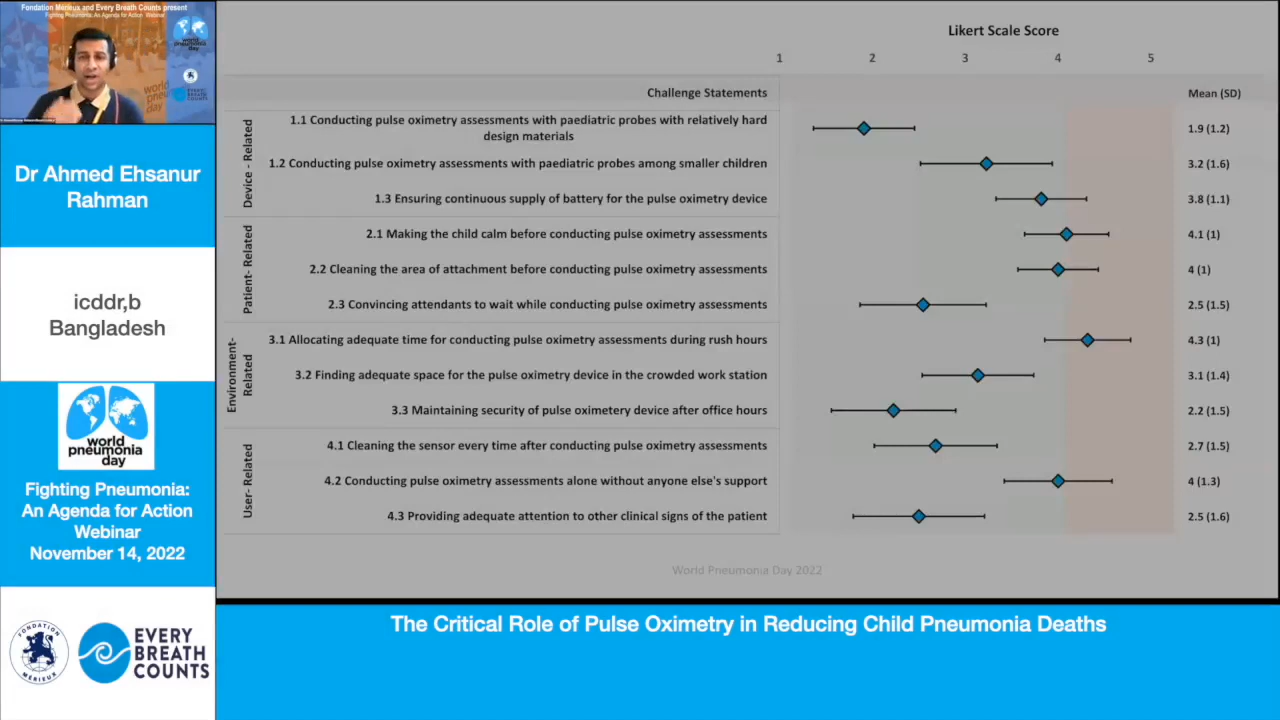 Fondation Mérieux and Every Breath Counts present
Fighting Pneumonia: An Agenda for Action Webinar
world
pneumonia
day
EVERY
BREATH
COUNTS
Dr Ahmed Ehsanur
Rahman
icddr,b
Bangladesh
world
pneumonia
day
Fighting Pneumonia:
An Agenda for Action
Webinar
November 14, 2022
FONDATION
MÉRIEUX
EVERY
BREATH
COUNTS
Likert Scale Score
1 2 3 4 5
Challenge Statements Mean (SD)
Device - Related
1.1 Conducting pulse oximetry assessments with paediatric probes with relatively hard
design materials
1.9 (1.2)
1.2 Conducting pulse oximetry assessments with paediatric probes among smaller children 3.2 (1.6)
1.3 Ensuring continuous supply of battery for the pulse oximetry device 3.8 (1.1)
Patient- Related
2.1 Making the child calm before conducting pulse oximetry assessments 4.1 (1)
2.2 Cleaning the area of attachment before conducting pulse oximetry assessments 4 (1)
2.3 Convincing attendants to wait while conducting pulse oximetry assessments 2.5 (1.5)
Environment-
Related
3.1 Allocating adequate time for conducting pulse oximetry assessments during rush hours 4.3 (1)
3.2 Finding adequate space for the pulse oximetry device in the crowded work station 3.1 (1.4)
3.3 Maintaining security of pulse oximetery device after office hours 2.2 (1.5)
User- Related
4.1 Cleaning the sensor every time after conducting pulse oximetry assessments 2.7 (1.5)
4.2 Conducting pulse oximetry assessments alone without anyone else's support 4 (1.3)
4.3 Providing adequate attention to other clinical signs of the patient 2.5 (1.6)
World Pneumonia Day 2022
The Critical Role of Pulse Oximetry in Reducing Child Pneumonia Deaths